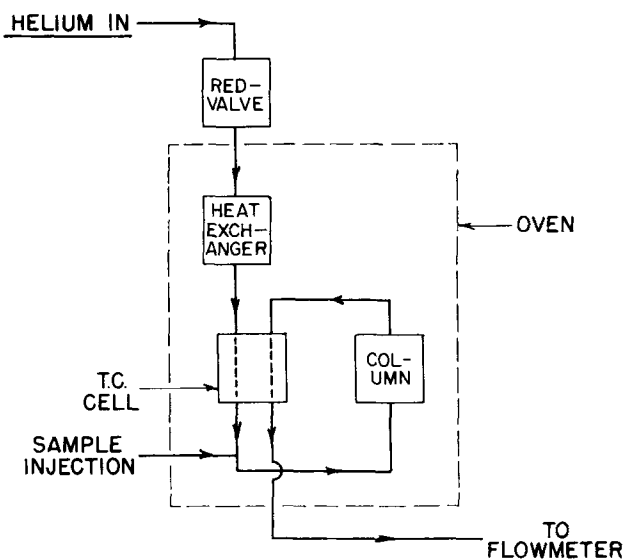 HELIUM IN
RED-
VALVE
HEAT
EXCH-
ANGER
OVEN
COL-
UMN
T.C.
CELL
SAMPLE
INJECTION
TO
FLOWMETER